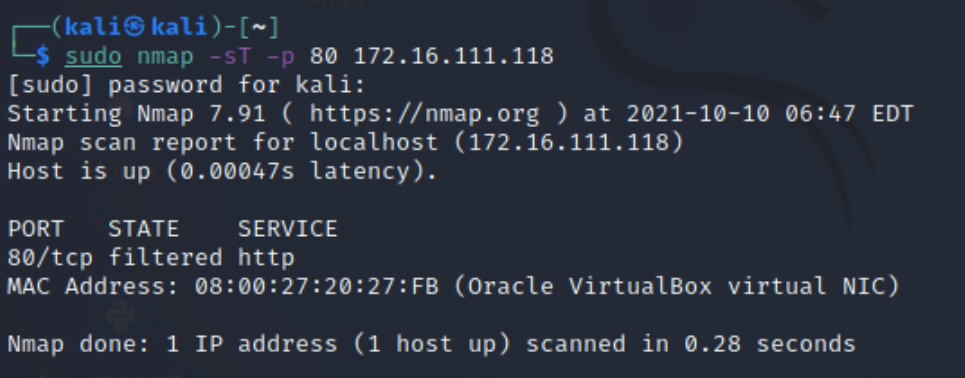 ┌──(kali㉿kali)-[~]
└─$ sudo nmap -sT -p 80 172.16.111.118
[sudo] password for kali:
Starting Nmap 7.91 ( https://nmap.org ) at 2021-10-10 06:47 EDT
Nmap scan report for localhost (172.16.111.118)
Host is up (0.00047s latency).
PORT   STATE    SERVICE
80/tcp filtered http
MAC Address: 08:00:27:20:27:FB (Oracle VirtualBox virtual NIC)
Nmap done: 1 IP address (1 host up) scanned in 0.28 seconds